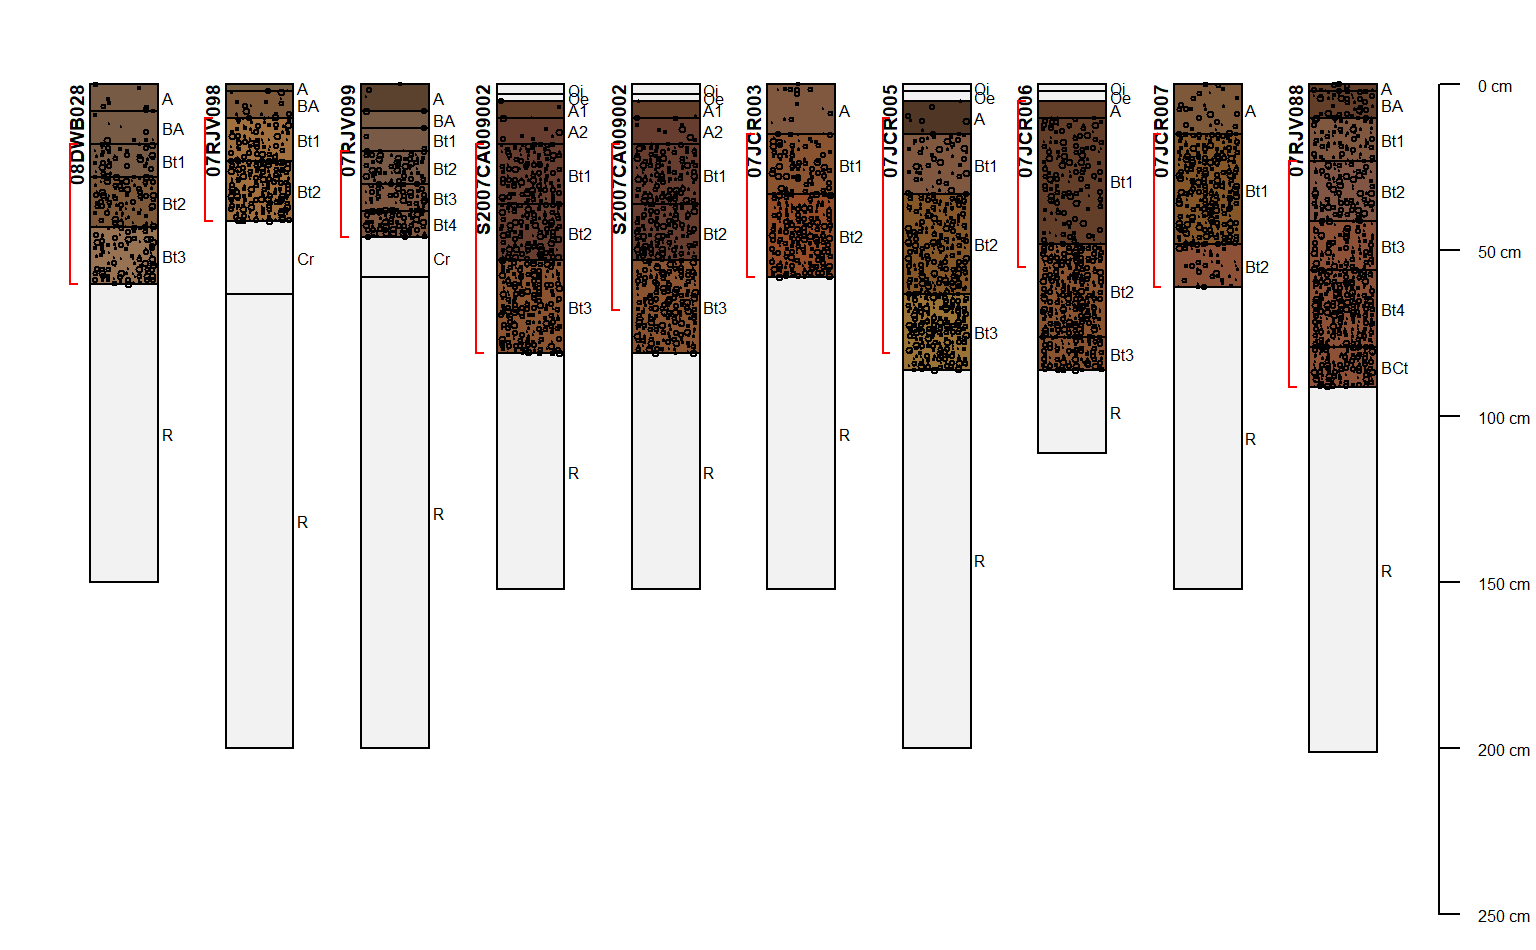 08DWB028
A
BA
Bt1
Bt2
Bt3
R
07RJV098
A
BA
Bt1
Bt2
Cr
R
07RJV099
A
BA
Bt1
Bt2
Bt3
Bt4
Cr
R
S2007CA009002
Oi
Oe
A1
A2
Bt1
Bt2
Bt3
R
S2007CA009002
Oi
Oe
A1
A2
Bt1
Bt2
Bt3
R
07JCR003
A
Bt1
Bt2
R
07JCR005
Oi
Oe
A
Bt1
Bt2
Bt3
R
07JCR006
Oi
Oe
A
Bt1
Bt2
Bt3
R
07JCR007
A
Bt1
Bt2
R
07RJV088
A
BA
Bt1
Bt2
Bt3
Bt4
BCt
R
0 cm
50 cm
100 cm
150 cm
200 cm
250 cm